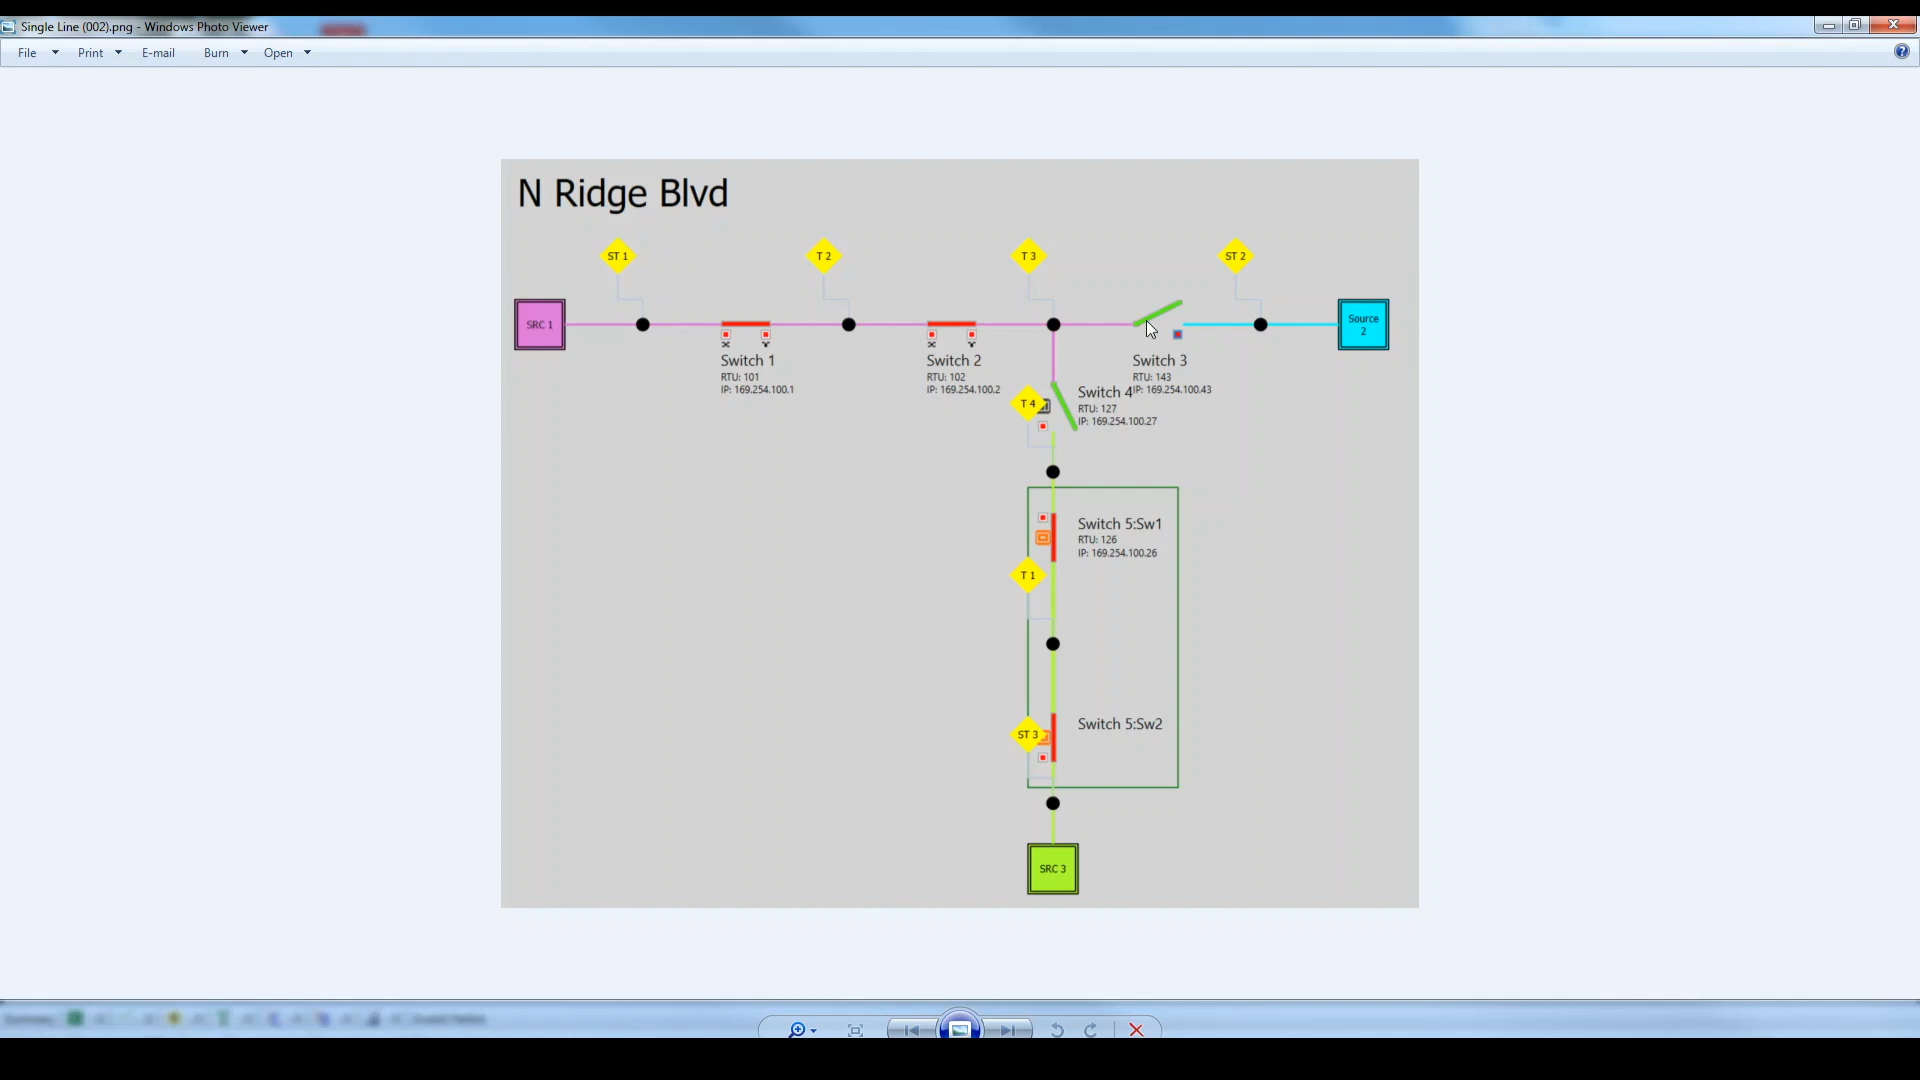 Single Line (002).png - Windows Photo Viewer
File Print E-mail Burn Open
N Ridge Blvd
ST 1 T 2 T 3 ST 2
SRC 1
Source
2
Switch 1
RTU: 101
IP: 169.254.100.1
Switch 2
RTU: 102
IP: 169.254.100.2
Switch 3
RTU: 143
IP: 169.254.100.43
T 4
Switch 4
RTU: 127
IP: 169.254.100.27
Switch 5:Sw1
RTU: 126
IP: 169.254.100.26
T 1
Switch 5:Sw2
ST 3
SRC 3